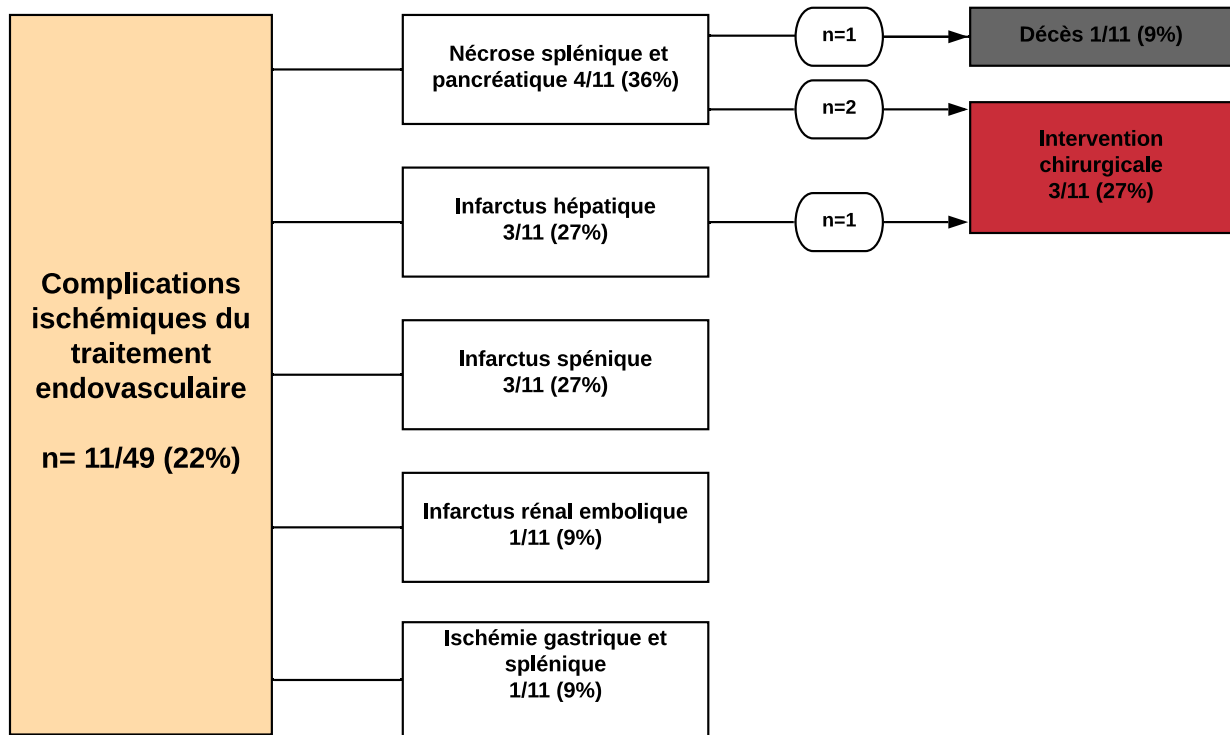 Complications
ischémiques du
traitement
endovasculaire
n= 11/49 (22%)
Nécrose splénique et
pancréatique 4/11 (36%)
n=1
Décès 1/11 (9%)
n=2
Intervention
chirurgicale
3/11 (27%)
Infarctus hépatique
3/11 (27%)
n=1
Infarctus spénique
3/11 (27%)
Infarctus rénal embolique
1/11 (9%)
Ischémie gastrique et
splénique
1/11 (9%)